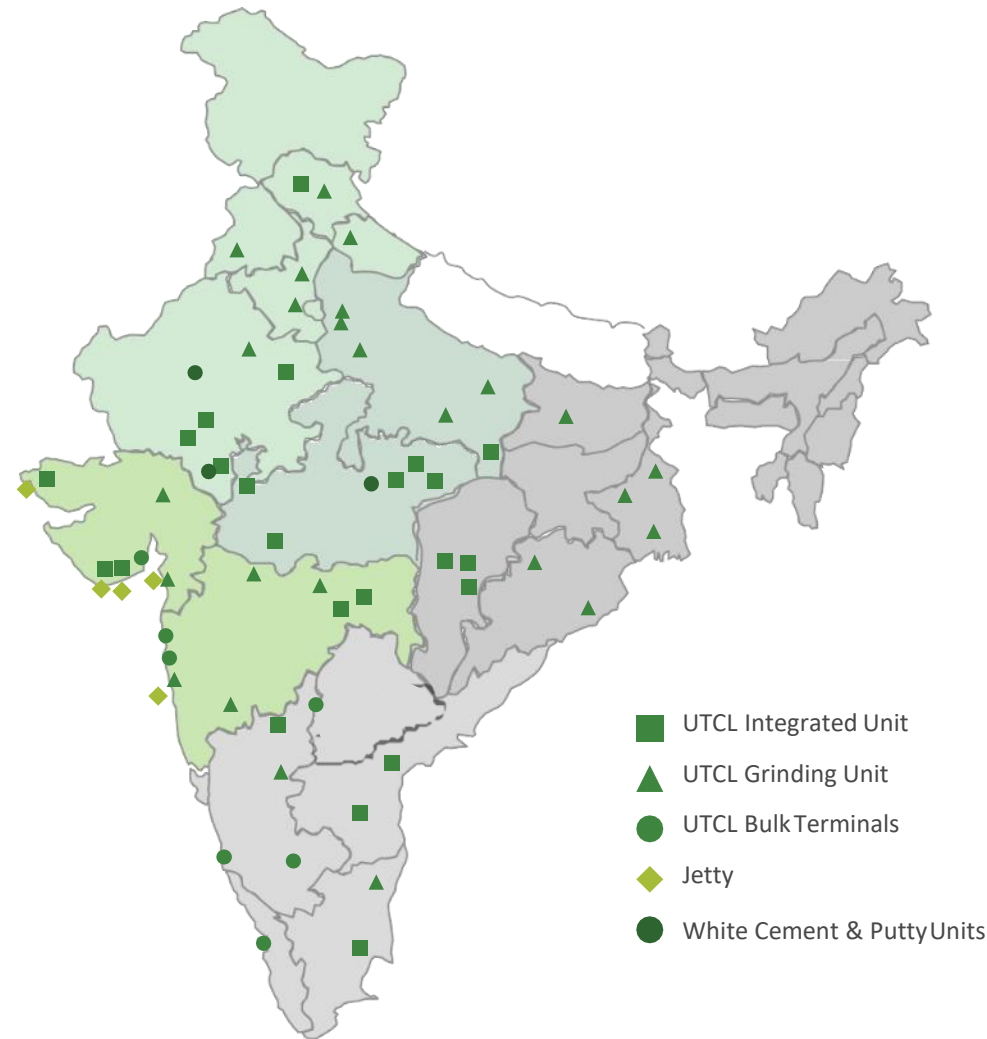 UTCL Integrated Unit
UTCL Grinding Unit
UTCL Bulk Terminals
Jetty
White Cement & Putty Units